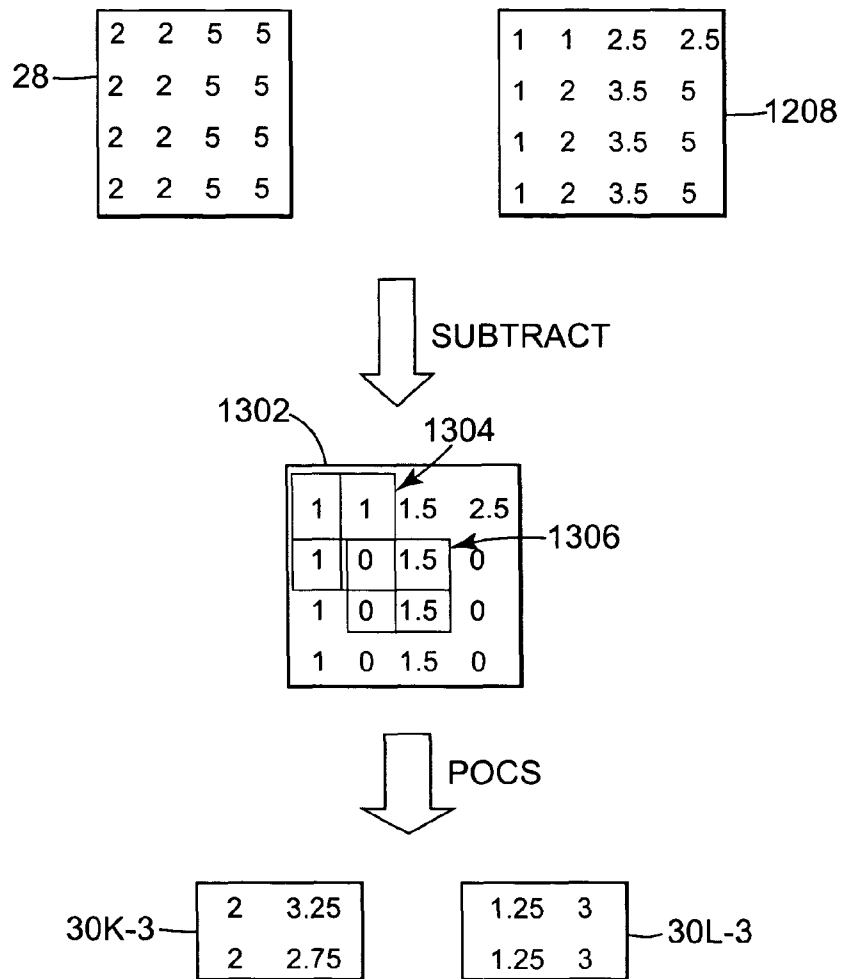 2 2 5 5
2 2 5 5
2 2 5 5
2 2 5 5
28
1 1 2.5 2.5
1 2 3.5 5
1 2 3.5 5
1 2 3.5 5
1208
SUBTRACT
1302
1304
1 1 1.5 2.5
1306
1 0 1.5 0
1 0 1.5 0
1 0 1.5 0
POCS
30K-3
2 3.25
2 2.75
1.25 3
1.25 3
30L-3